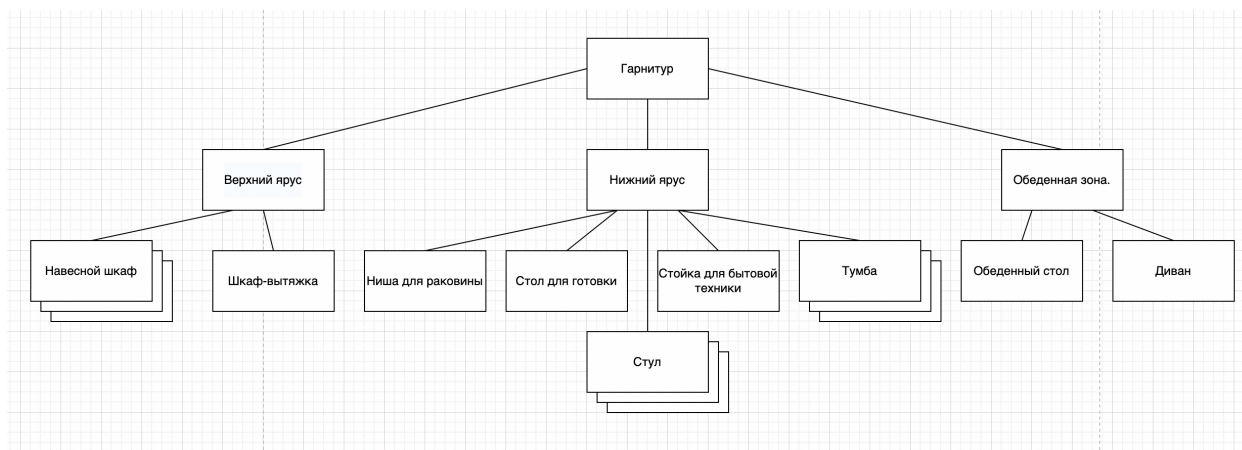 Гарнитур
Верхний ярус
Нижний ярус
Обеденная зона.
Навесной шкаф
Шкаф-вытяжка
Ниша для раковины
Стол для готовки
Стойка для бытовой
техники
Тумба
Обеденный стол
Диван
Стул